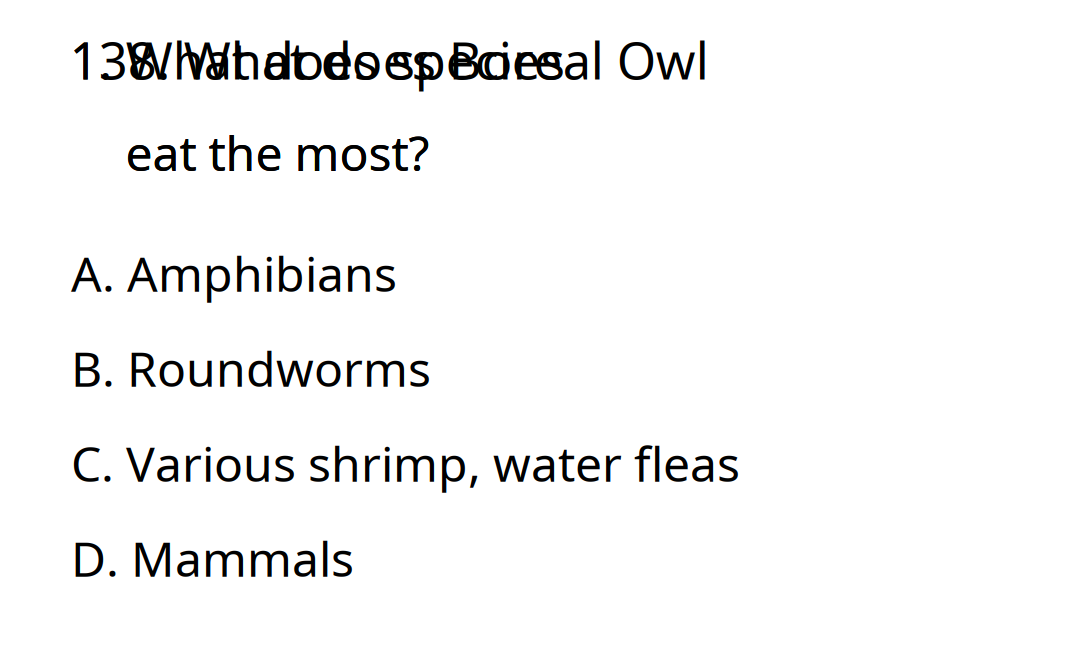 138. What does Boreal Owl
eat the most?
A. Amphibians
B. Roundworms
C. Various shrimp, water fleas
D. Mammals